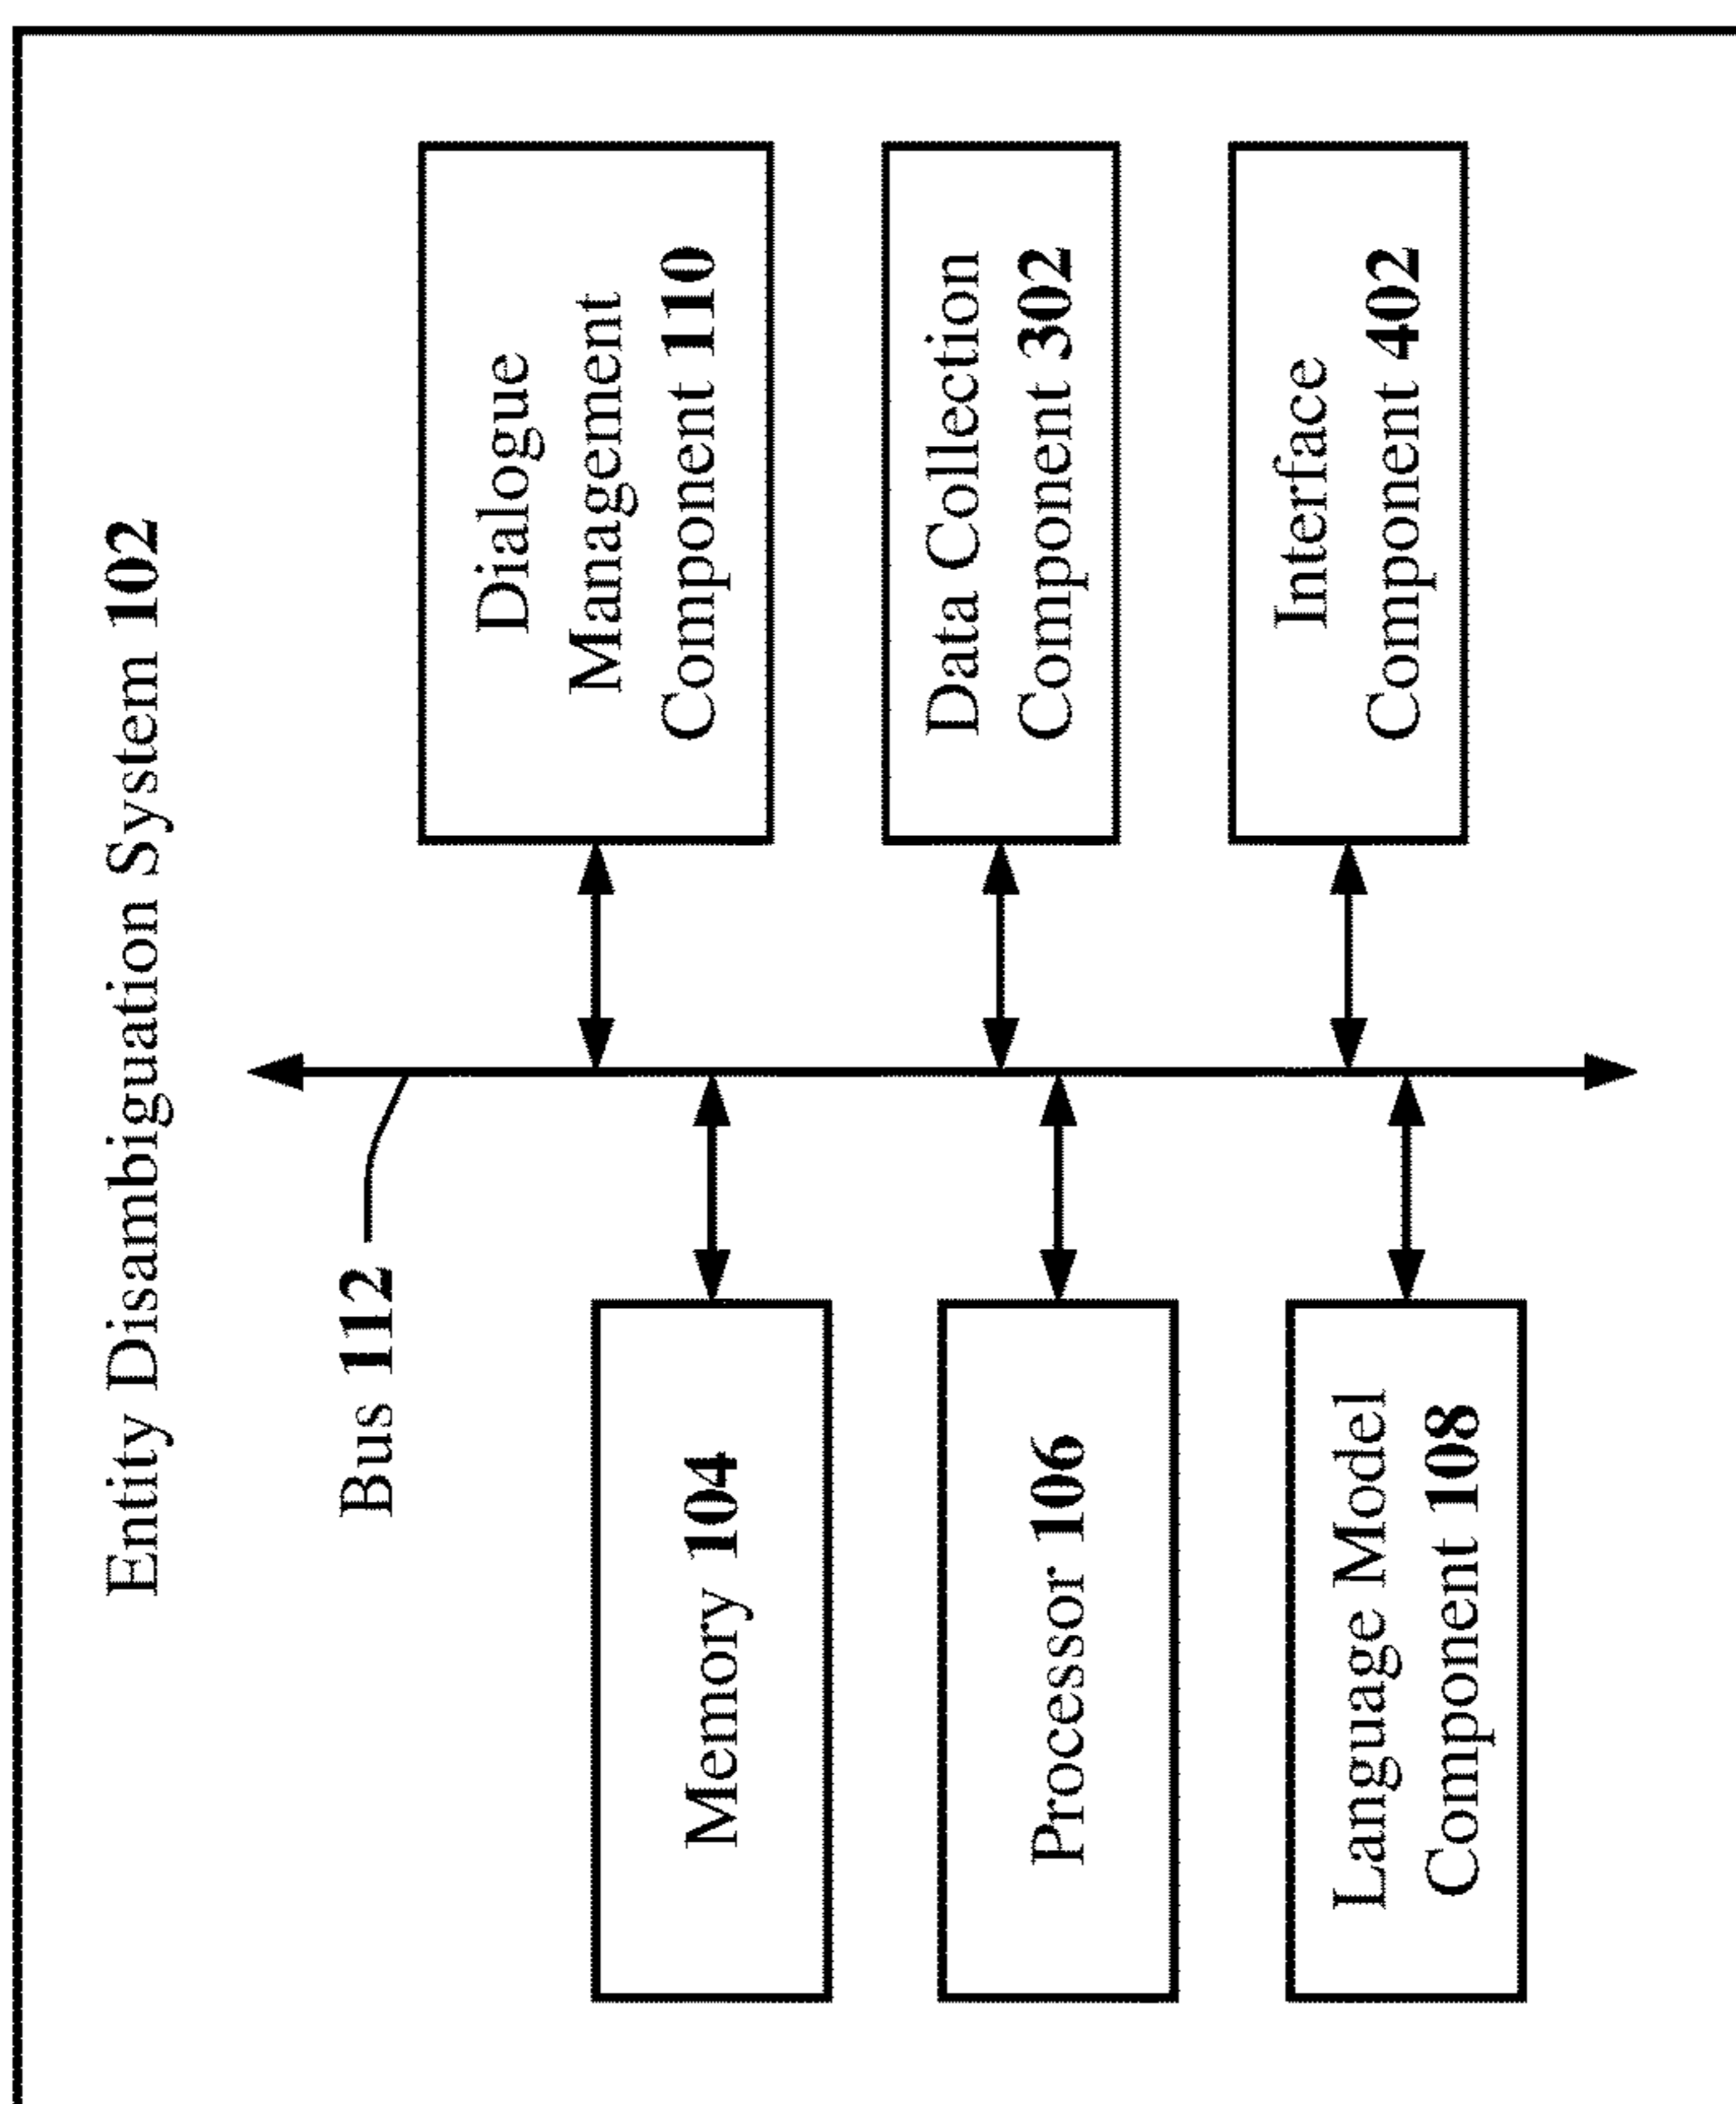 Entity Disambiguation System 102
Bus 112
Memory 104
Processor 106
Language Model
Component 108
Dialogue
Management
Component 110
Data Collection
Component 302
Interface
Component 402